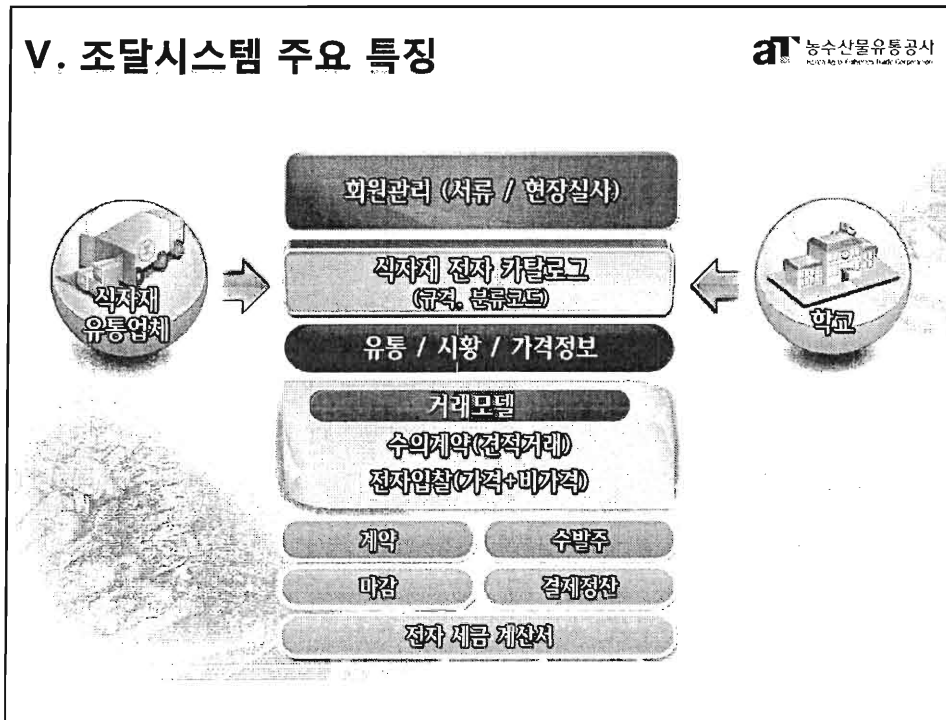 V. 조달시스템 주요 특징
aT 농수산물유통공사
회원관리 (서류 / 현장실사)
식자재 전자 카탈로그
(규격, 분류코드)
식자재
유통업체
학교
유통 / 시황 / 가격정보
거래모델
수의계약(견적거래)
전자입찰(가격+비가격)
계약
수발주
마감
결제정산
전자 세금 계산서